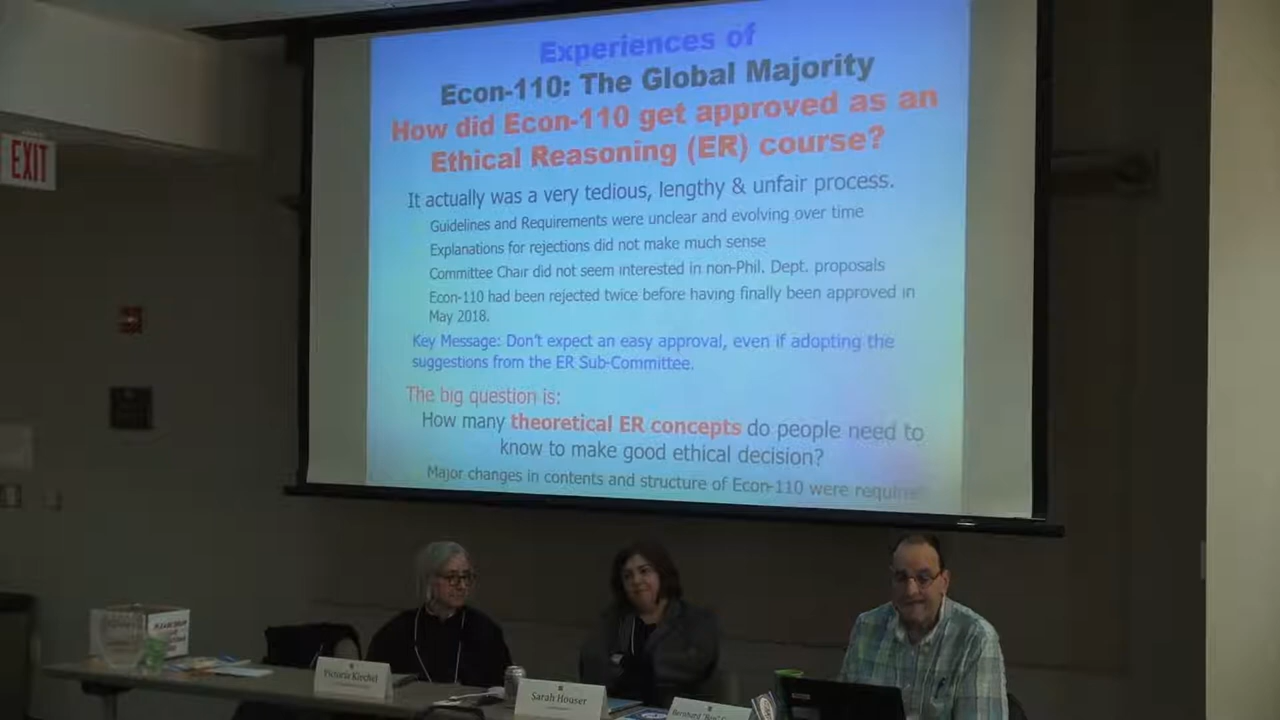 Experiences of
Econ-110: The Global Majority
How did Econ-110 get approved as an
Ethical Reasoning (ER) course?
It actually was a very tedious, lengthy & unfair process.
Guidelines and Requirements were unclear and evolving over time
Explanations for rejections did not make much sense
Committee Chair did not seem interested in non-Phil. Dept. proposals
Econ-110 had been rejected twice before having finally been approved in
May 2018.
Key Message: Don't expect an easy approval, even if adopting the
suggestions from the ER Sub-Committee.
The big question is:
How many theoretical ER concepts do people need to
know to make good ethical decision?
Major changes in contents and structure of Econ-110 were
EXIT
Victoria
Sarah Houser
Bernhard